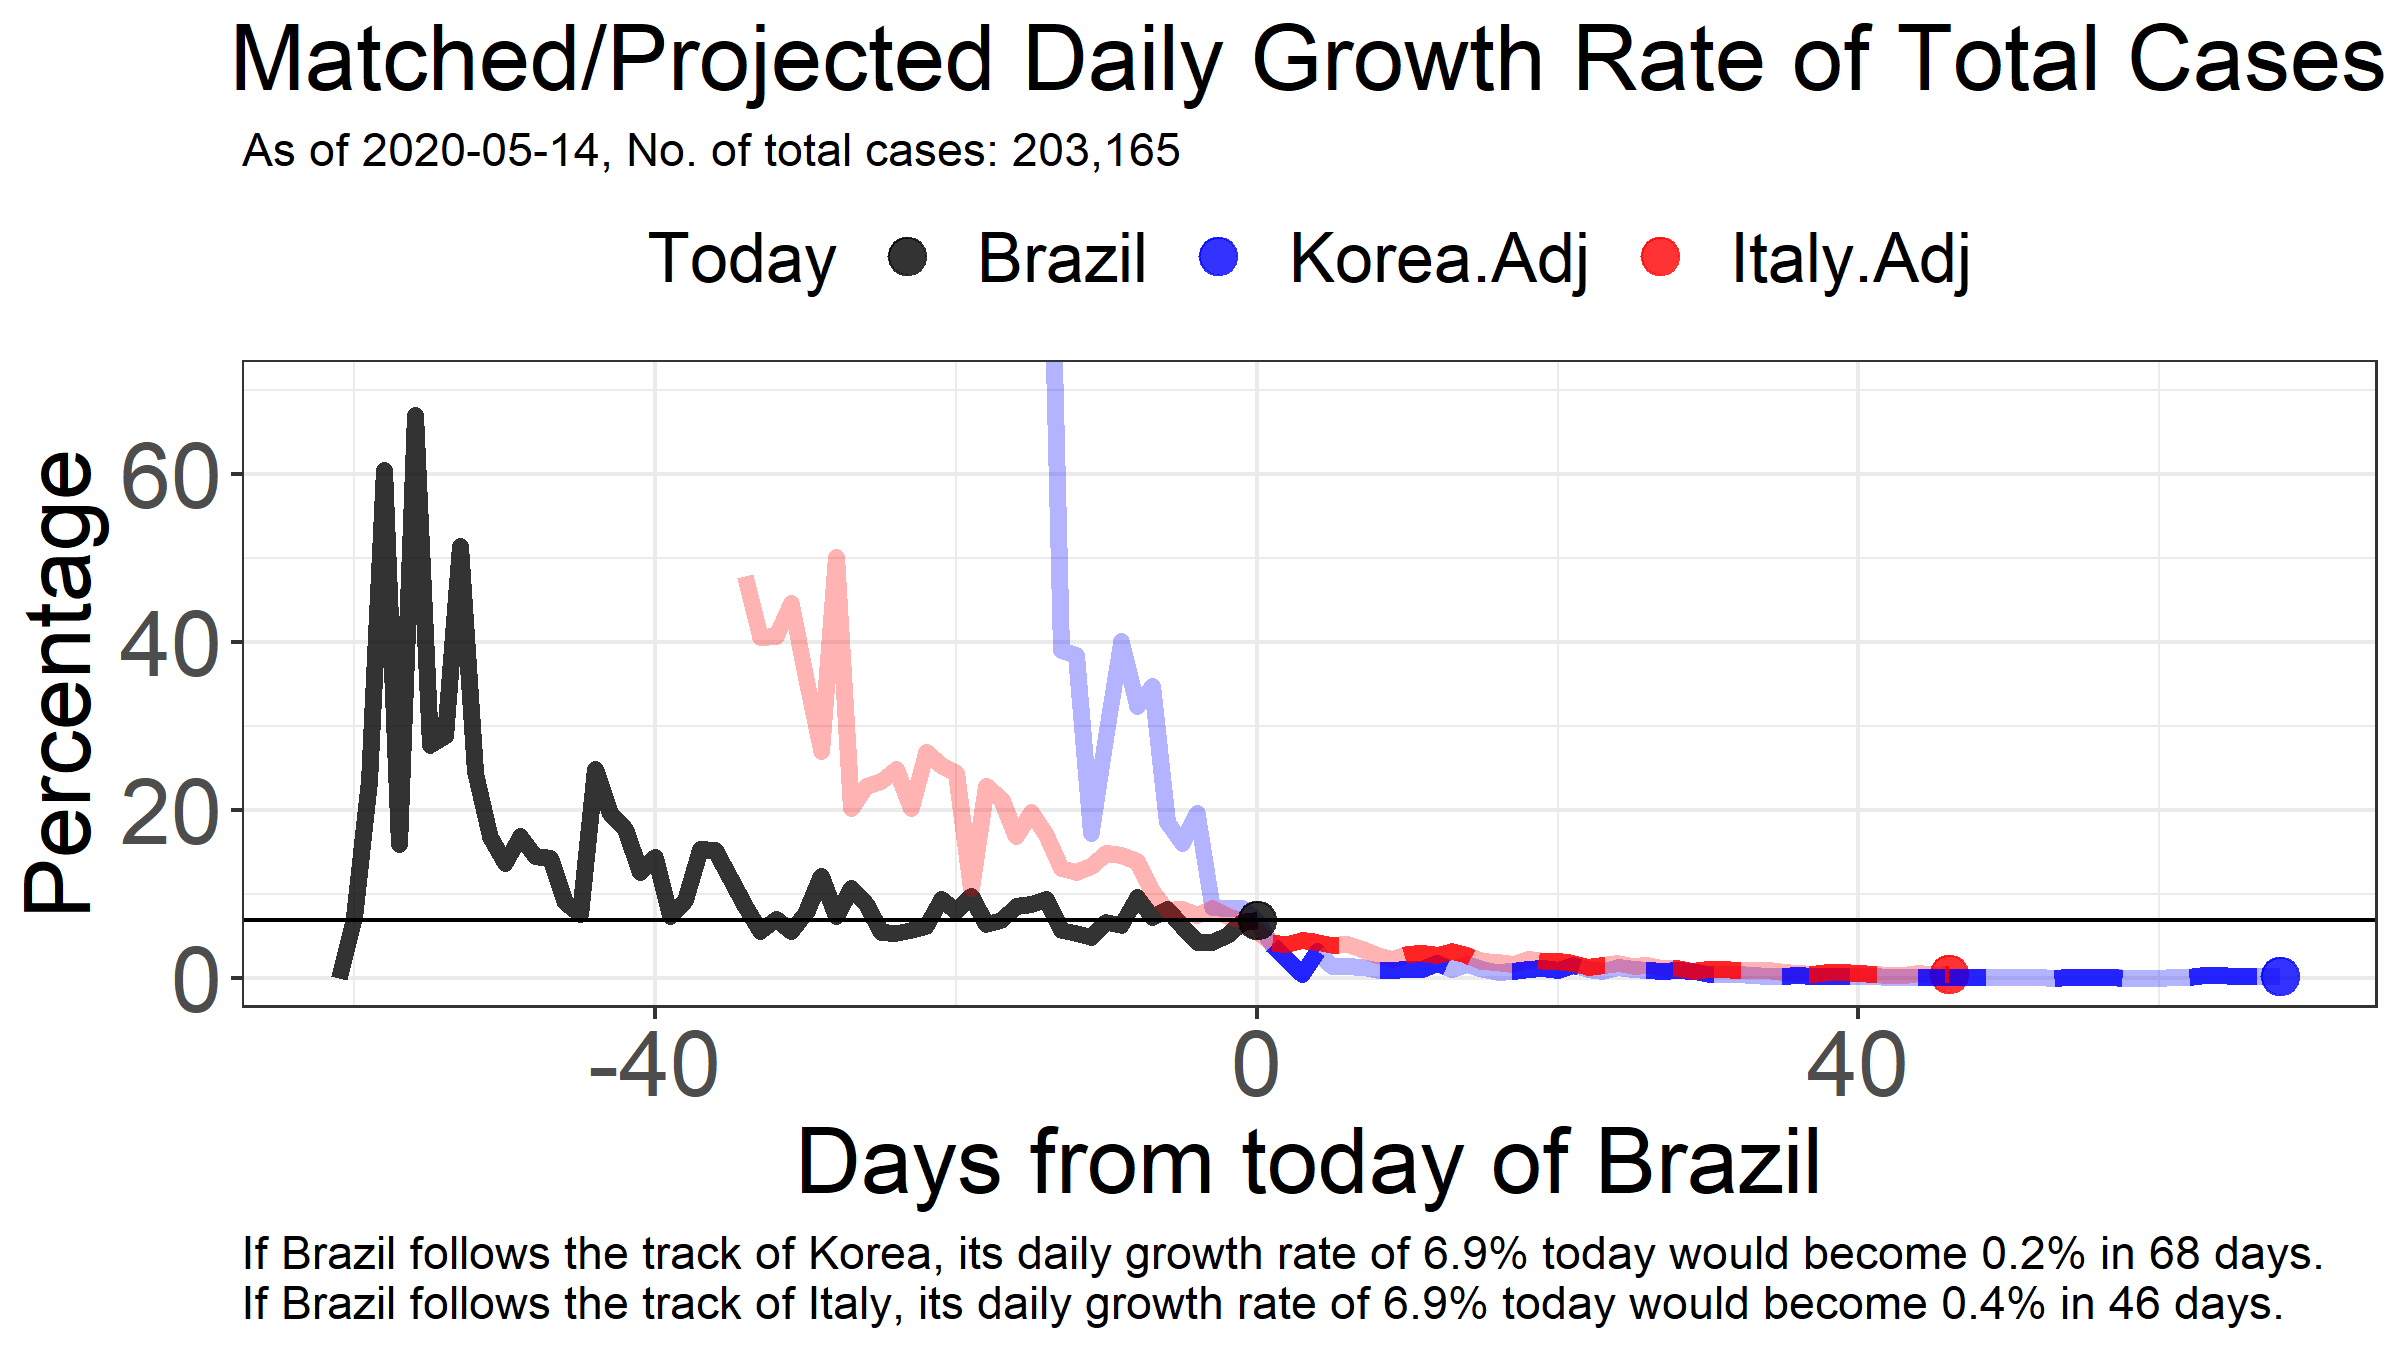 Matched/Projected Daily Growth Rate of Total Cases
As of 2020-05-14, No. of total cases: 203,165
Today Brazil Korea.Adj Italy.Adj
Percentage
60
40
20
0
-40 0 40
Days from today of Brazil
If Brazil follows the track of Korea, its daily growth rate of 6.9% today would become 0.2% in 68 days.
If Brazil follows the track of Italy, its daily growth rate of 6.9% today would become 0.4% in 46 days.